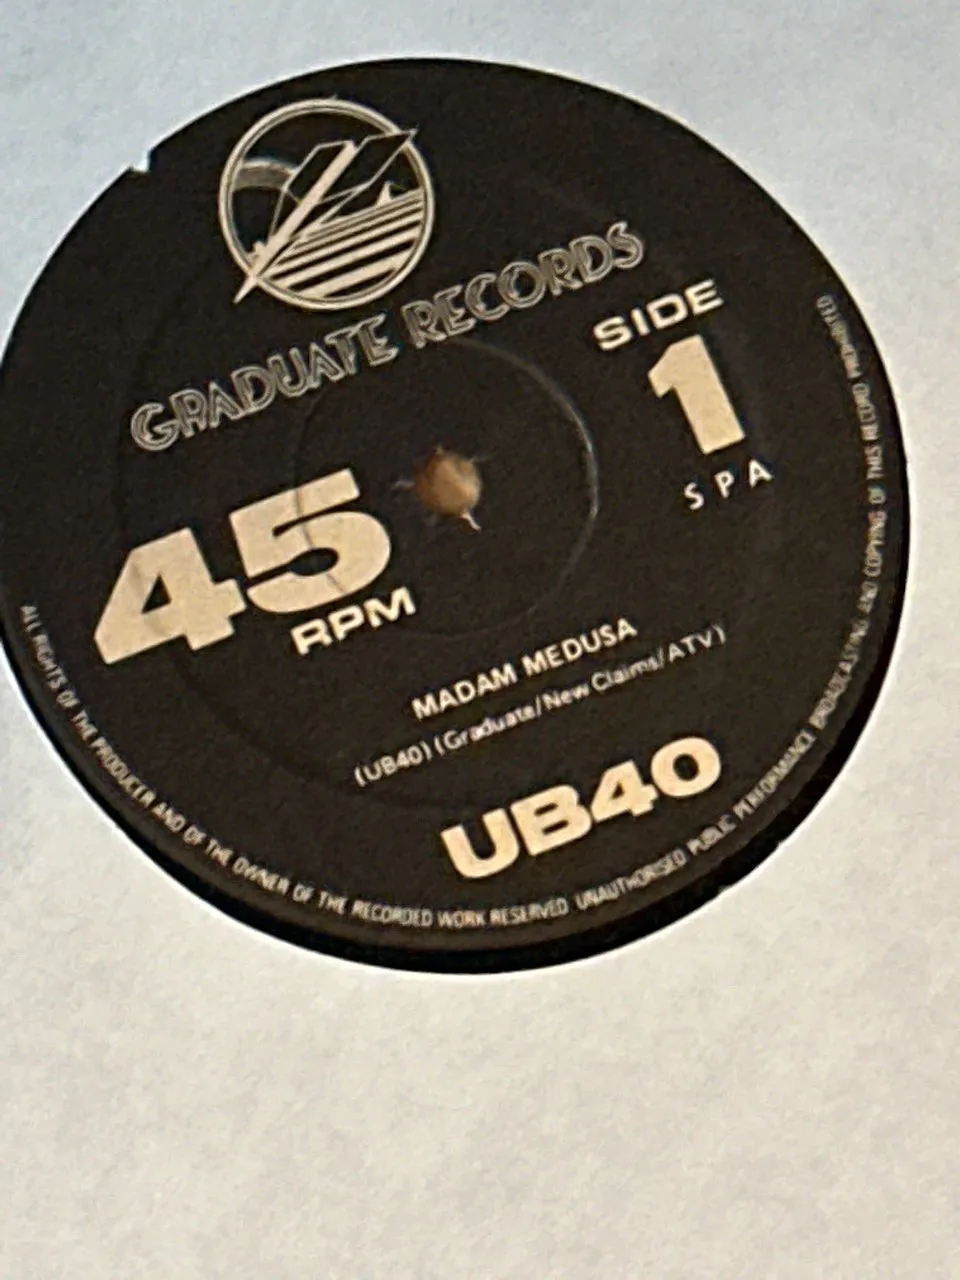 GRADUATE RECORDS
SIDE
1
SPA
45
RPM
MADAM MEDUSA
(UB40) (Graduate/New Claims/ATV)
UB40
ALL RIGHTS OF THE PRODUCER AND OF THE OWNER OF THE RECORDED WORK RESERVED UNAUTHORISED PUBLIC PERFORMANCE BROADCASTING AND COPYING OF THIS RECORD PROHIBITED